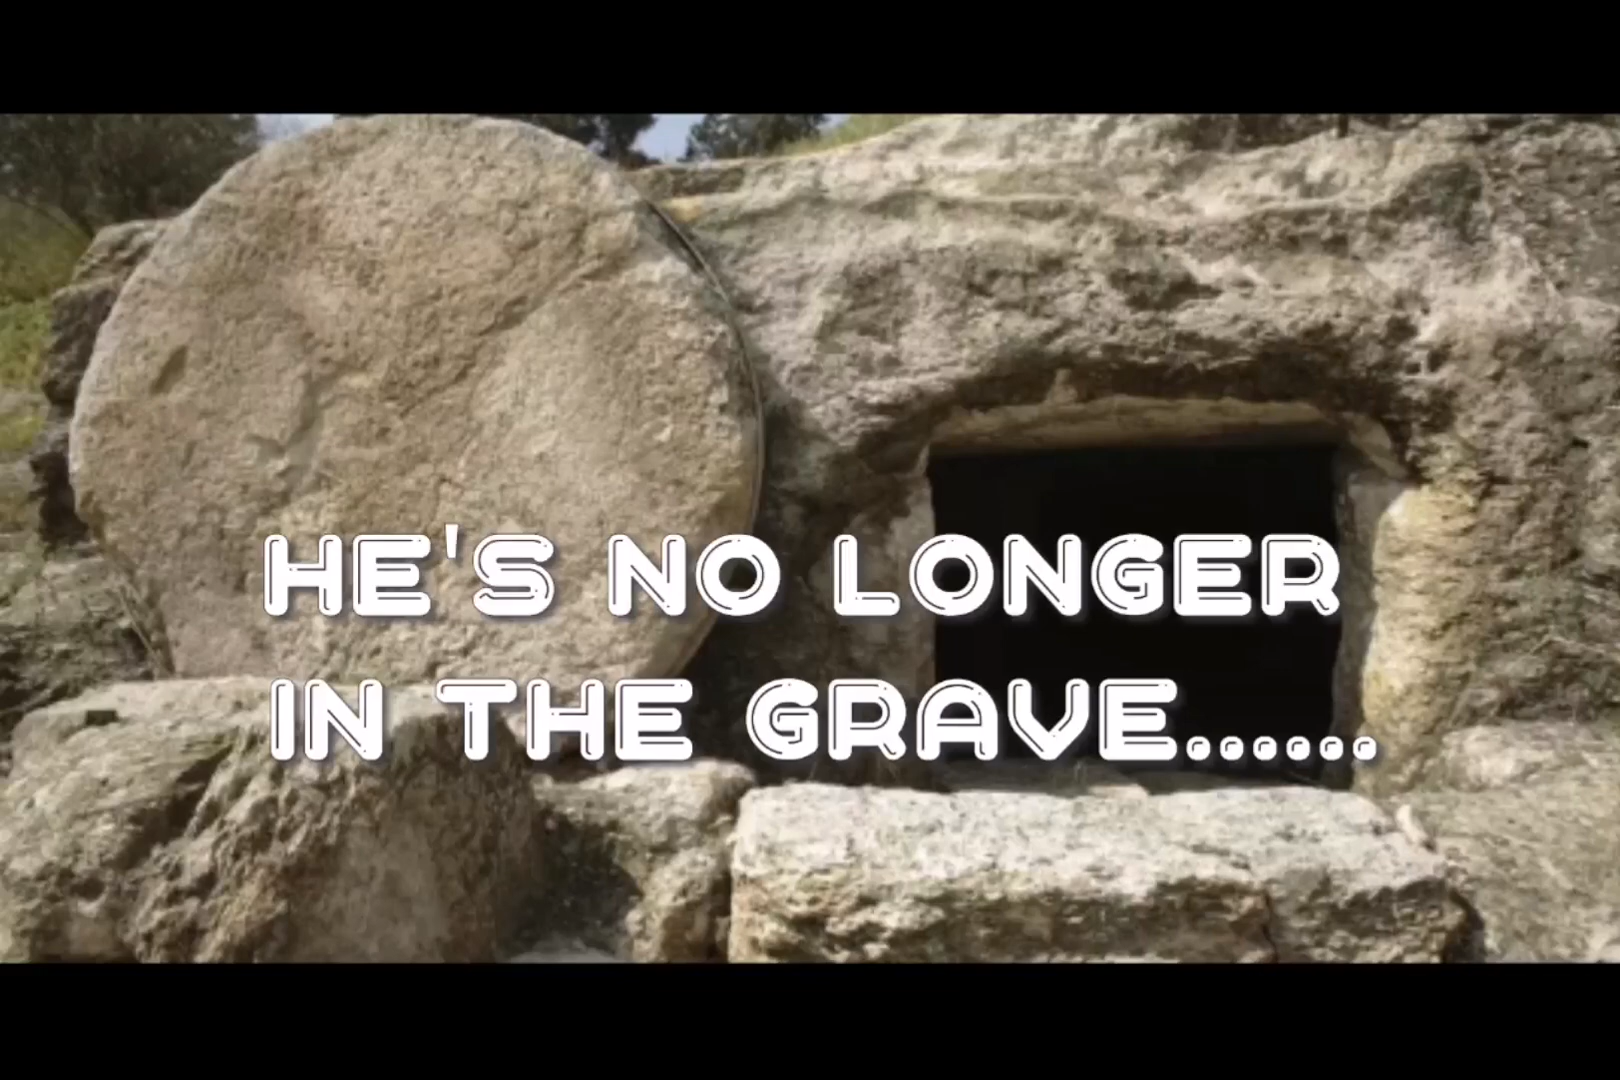 HE'S NO LONGER
IN THE GRAVE......